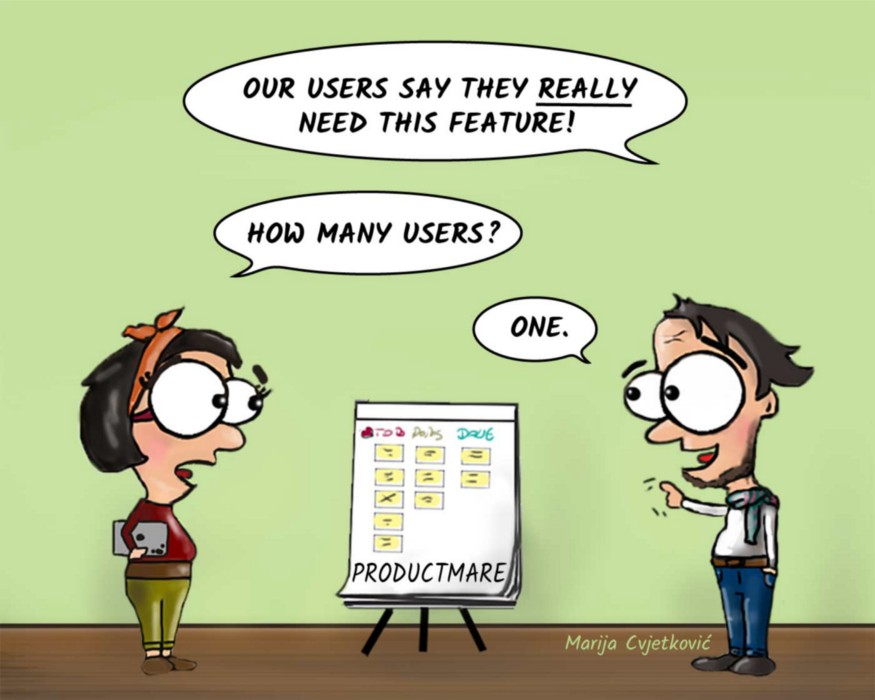 OUR USERS SAY THEY REALLY
NEED THIS FEATURE!
HOW MANY USERS?
ONE.
DONE
PRODUCTMARE
Marija Cvjetković